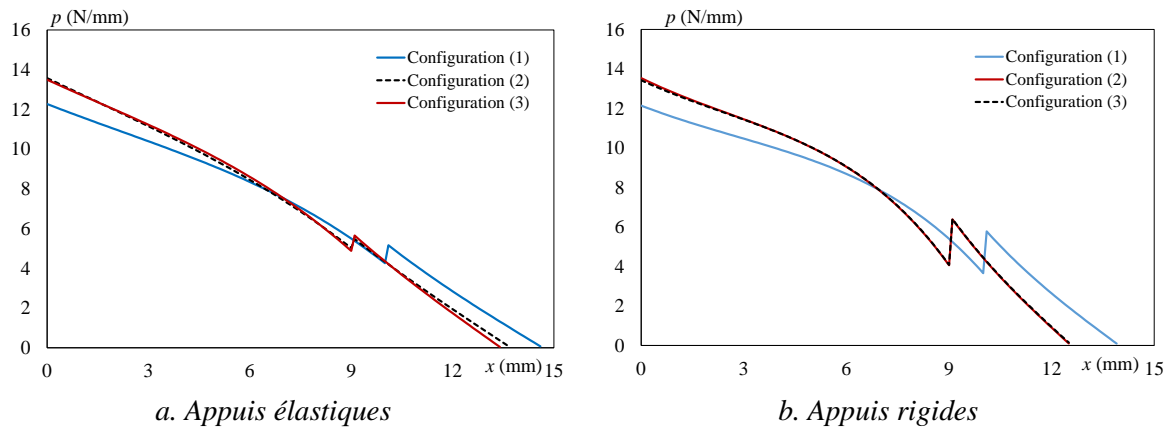 p (N/mm)
16
14
12
10
8
6
4
2
0
0
3
6
9
12
15
x (mm)
Configuration (1)
Configuration (2)
Configuration (3)
a. Appuis élastiques
p (N/mm)
16
14
12
10
8
6
4
2
0
0
3
6
9
12
15
x (mm)
Configuration (1)
Configuration (2)
Configuration (3)
b. Appuis rigides